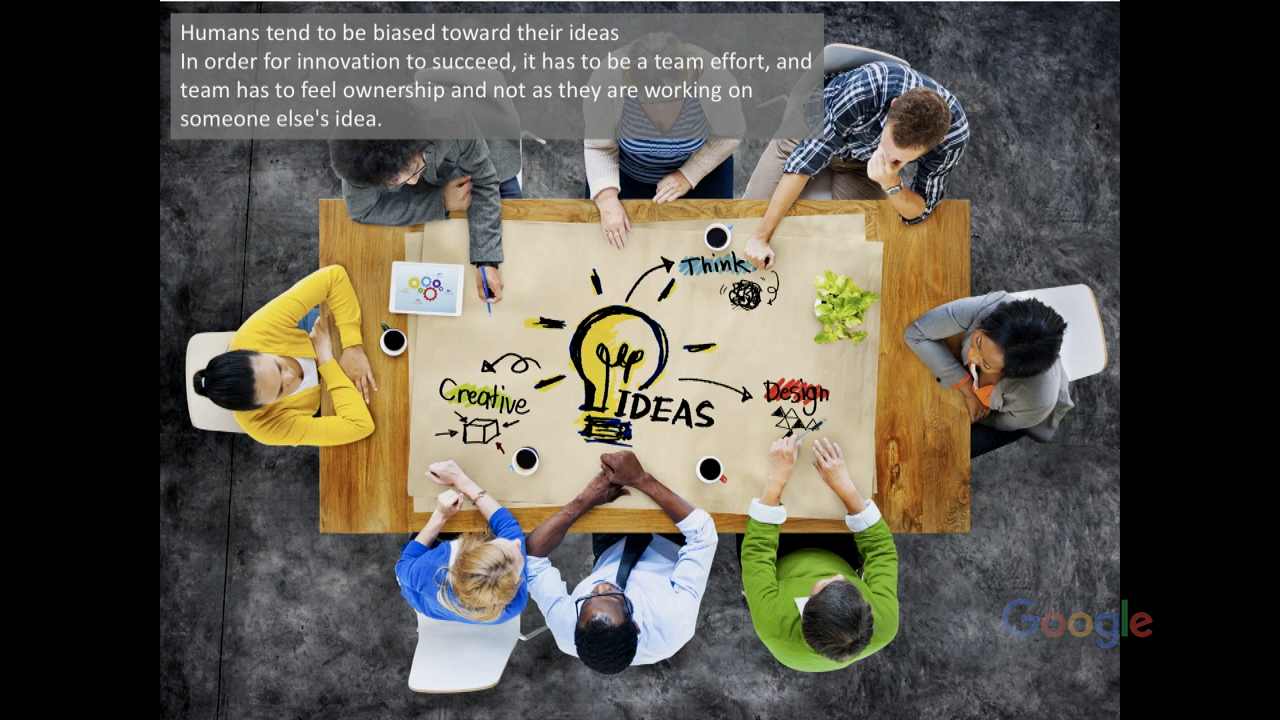 Humans tend to be biased toward their ideas
In order for innovation to succeed, it has to be a team effort, and
team has to feel ownership and not as they are working on
someone else's idea.
Think
Creative
IDEAS
Design
Google